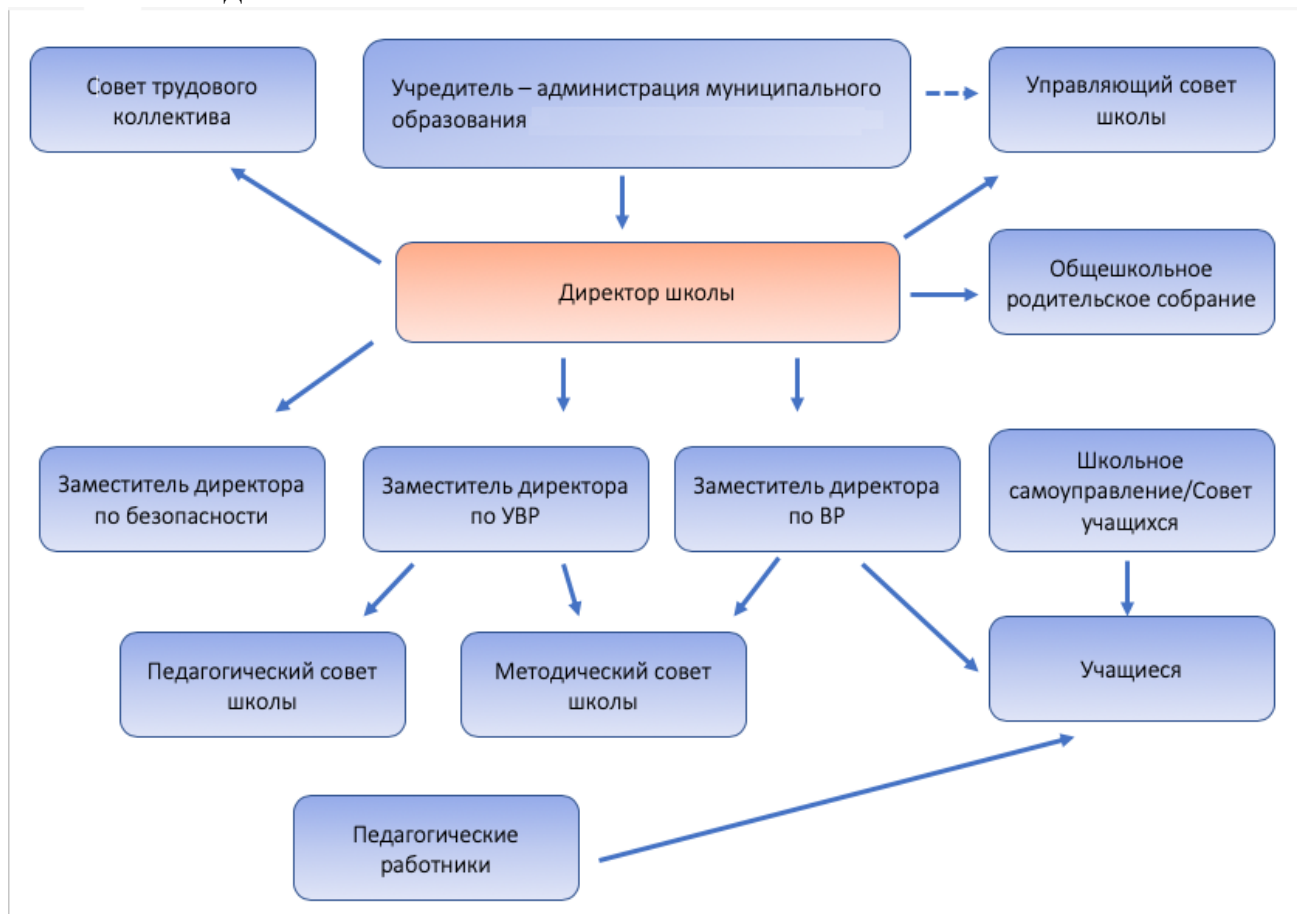 Совет трудового
коллектива
Учредитель – администрация муниципального
образования
Управляющий совет
школы
Директор школы
Общешкольное
родительское собрание
Заместитель директора
по безопасности
Заместитель директора
по УВР
Заместитель директора
по ВР
Школьное
самоуправление/Совет
учащихся
Педагогический совет
школы
Методический совет
школы
Учащиеся
Педагогические
работники